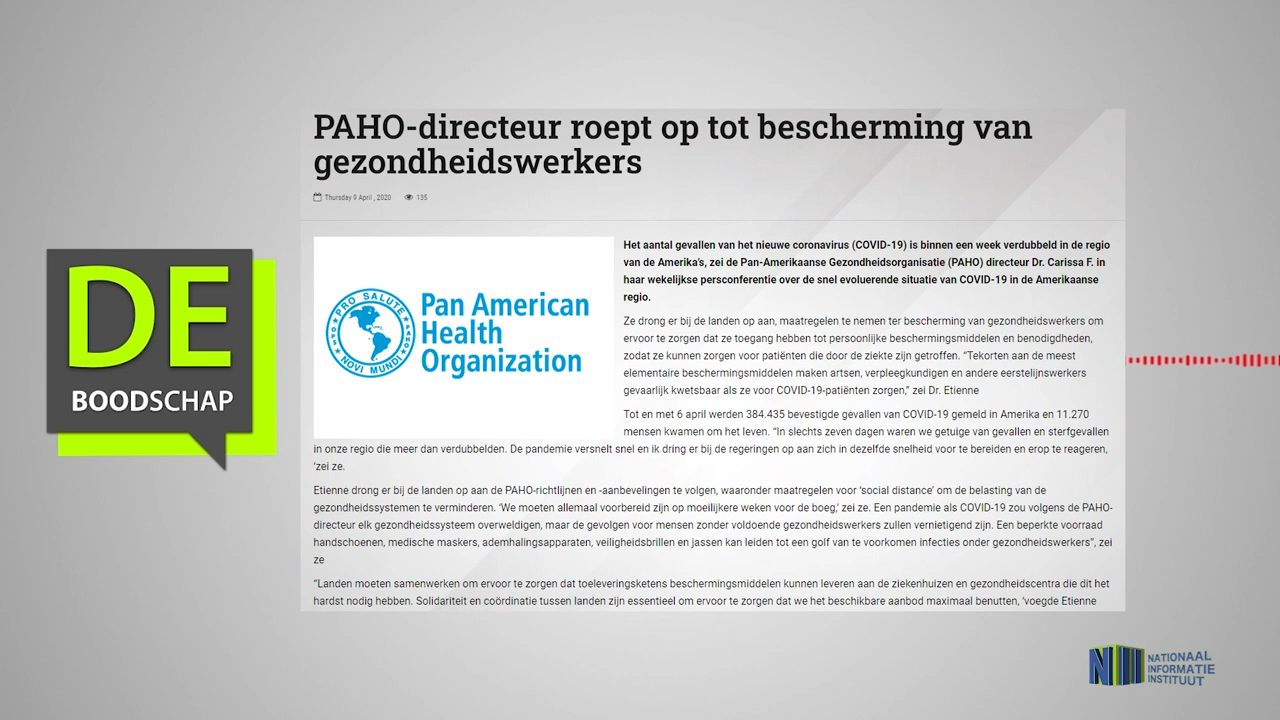 PAHO-directeur roept op tot bescherming van
gezondheidswerkers
Thursday 9 April , 2020 135
DE
BOODSCHAP
PRO SALUTE
NOVI MUNDI
PAHO
Pan American
Health
Organization
Het aantal gevallen van het nieuwe coronavirus (COVID-19) is binnen een week verdubbeld in de regio
van de Amerika's, zei de Pan-Amerikaanse Gezondheidsorganisatie (PAHO) directeur Dr. Carissa F. in
haar wekelijkse persconferentie over de snel evoluerende situatie van COVID-19 in de Amerikaanse
regio.
Ze drong er bij de landen op aan, maatregelen te nemen ter bescherming van gezondheidswerkers om
ervoor te zorgen dat ze toegang hebben tot persoonlijke beschermingsmiddelen en benodigdheden,
zodat ze kunnen zorgen voor patiënten die door de ziekte zijn getroffen. “Tekorten aan de meest
elementaire beschermingsmiddelen maken artsen, verpleegkundigen en andere eerstelijnswerkers
gevaarlijk kwetsbaar als ze voor COVID-19-patiënten zorgen,” zei Dr. Etienne
Tot en met 6 april werden 384.435 bevestigde gevallen van COVID-19 gemeld in Amerika en 11.270
mensen kwamen om het leven. “In slechts zeven dagen waren we getuige van gevallen en sterfgevallen
in onze regio die meer dan verdubbelden. De pandemie versnelt snel en ik dring er bij de regeringen op aan zich in dezelfde snelheid voor te bereiden en erop te reageren,
‘zei ze.
Etienne drong er bij de landen op aan de PAHO-richtlijnen en -aanbevelingen te volgen, waaronder maatregelen voor ‘social distance’ om de belasting van de
gezondheidssystemen te verminderen. ‘We moeten allemaal voorbereid zijn op moeilijkere weken voor de boeg,’ zei ze. Een pandemie als COVID-19 zou volgens de PAHO-
directeur elk gezondheidssysteem overweldigen, maar de gevolgen voor mensen zonder voldoende gezondheidswerkers zullen vernietigend zijn. Een beperkte voorraad
handschoenen, medische maskers, ademhalingsapparaten, veiligheidsbrillen en jassen kan leiden tot een golf van te voorkomen infecties onder gezondheidswerkers”, zei
ze
“Landen moeten samenwerken om ervoor te zorgen dat toeleveringsketens beschermingsmiddelen kunnen leveren aan de ziekenhuizen en gezondheidscentra die dit het
hardst nodig hebben. Solidariteit en coördinatie tussen landen zijn essentieel om ervoor te zorgen dat we het beschikbare aanbod maximaal benutten, ‘voegde Etienne
NII
NATIONAAL
INFORMATIE
INSTITUUT